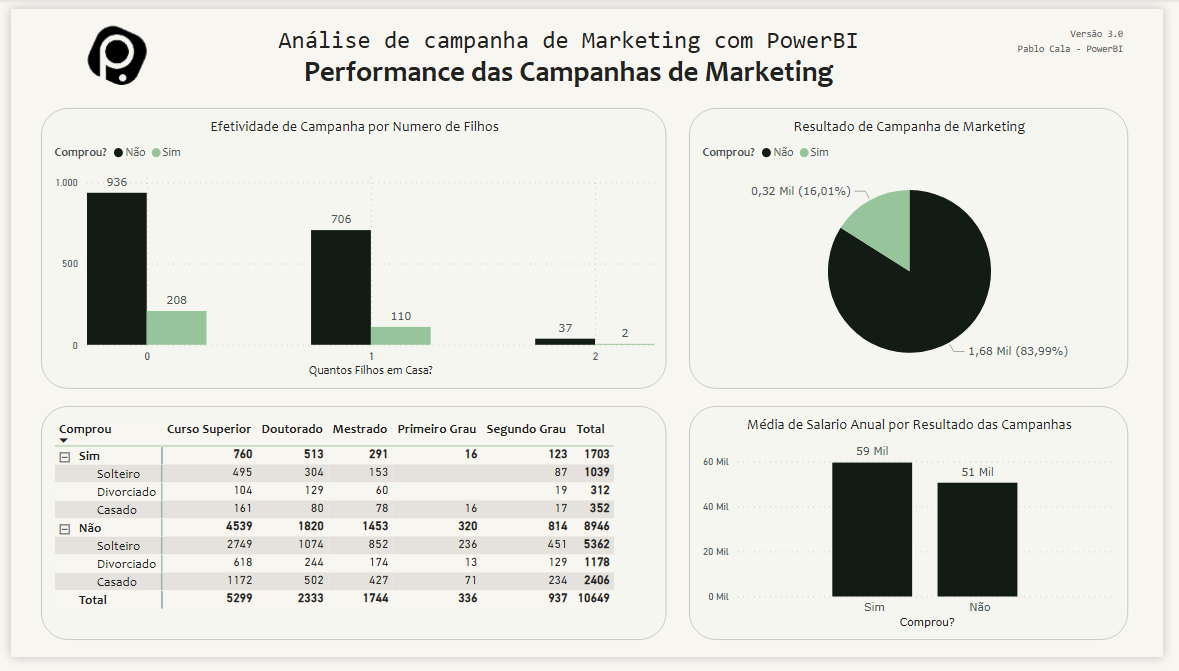 Análise de campanha de Marketing com PowerBI
Performance das Campanhas de Marketing
Versão 3.0
Pablo Cala - PowerBI
Efetividade de Campanha por Numero de Filhos
Comprou? Não Sim
1.000
500
0
936
208
706
110
37
2
0 1 2
Quantos Filhos em Casa?
Resultado de Campanha de Marketing
Comprou? Não Sim
0,32 Mil (16,01%)
1,68 Mil (83,99%)
Comprou Curso Superior Doutorado Mestrado Primeiro Grau Segundo Grau Total
Sim 760 513 291 16 123 1703
Solteiro 495 304 153 87 1039
Divorciado 104 129 60 19 312
Casado 161 80 78 16 17 352
Não 4539 1820 1453 320 814 8946
Solteiro 2749 1074 852 236 451 5362
Divorciado 618 244 174 13 129 1178
Casado 1172 502 427 71 234 2406
Total 5299 2333 1744 336 937 10649
Média de Salario Anual por Resultado das Campanhas
60 Mil
40 Mil
20 Mil
0 Mil
59 Mil
51 Mil
Sim Não
Comprou?